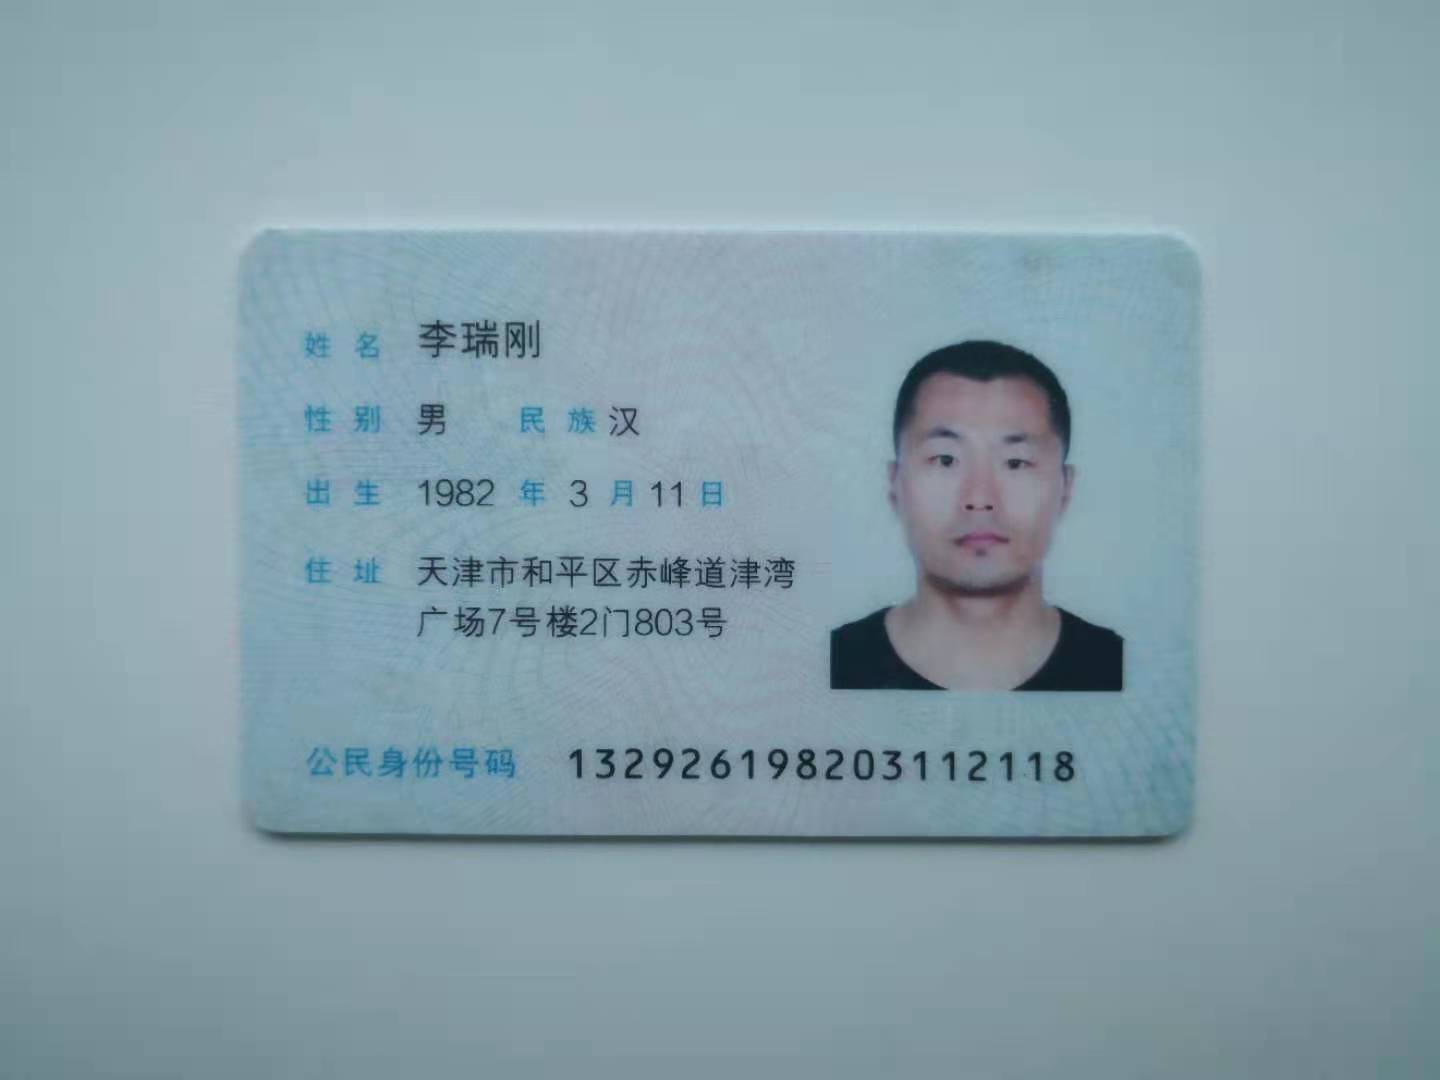 姓名 李瑞刚
性别 男 民族 汉
出生 1982 年 3 月 11 日
住址 天津市和平区赤峰道津湾
广场7号楼2门803号
公民身份号码 132926198203112118